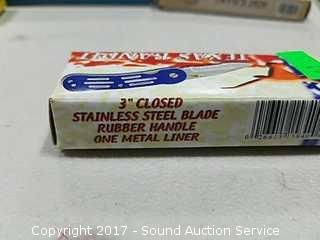 3" CLOSED
STAINLESS STEEL BLADE
RUBBER HANDLE
ONE METAL LINER
Copyright 2017 - Sound Auction Service